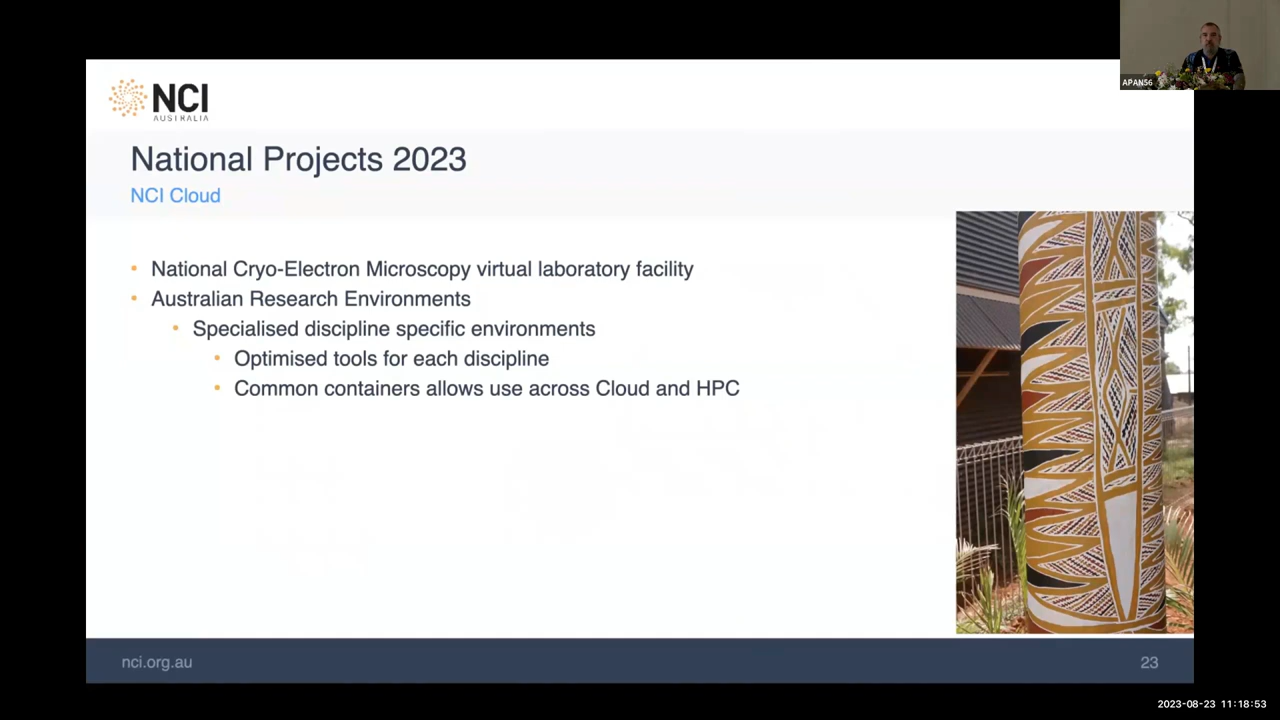 APAN56
NCI
AUSTRALIA
National Projects 2023
NCI Cloud
• National Cryo-Electron Microscopy virtual laboratory facility
• Australian Research Environments
• Specialised discipline specific environments
• Optimised tools for each discipline
• Common containers allows use across Cloud and HPC
nci.org.au
23
2023-08-23 11:18:53